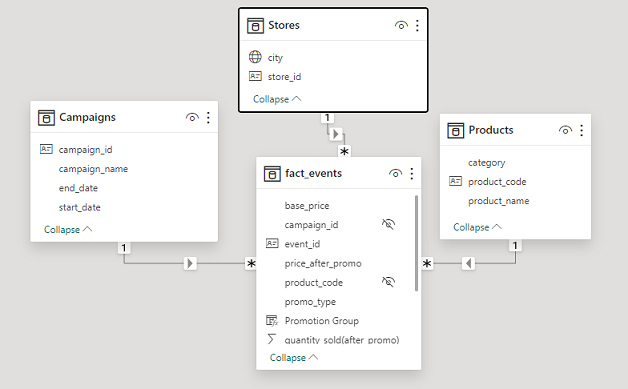 Stores
city
store_id
Collapse
Campaigns
campaign_id
campaign_name
end_date
start_date
Collapse
Products
category
product_code
product_name
Collapse
fact_events
base_price
campaign_id
event_id
price_after_promo
product_code
promo_type
Promotion Group
quantity_sold(after_promo)
Collapse
1
*
1
*
*
1